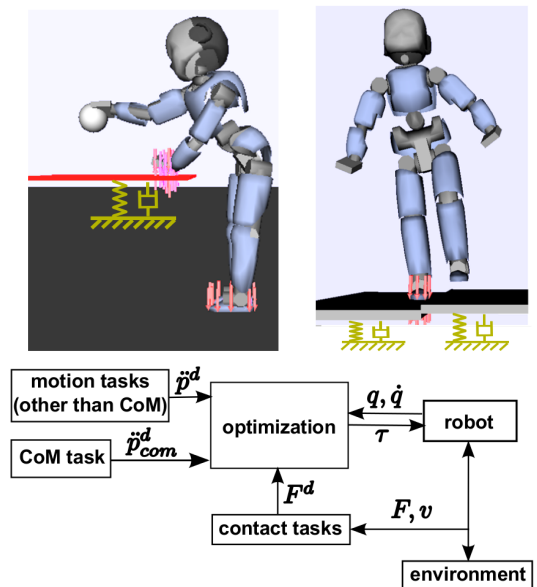 motion tasks
(other than CoM)
p̈^d
optimization
q, q̇
τ
robot
CoM task
p̈^d_com
F^d
F, v
contact tasks
environment